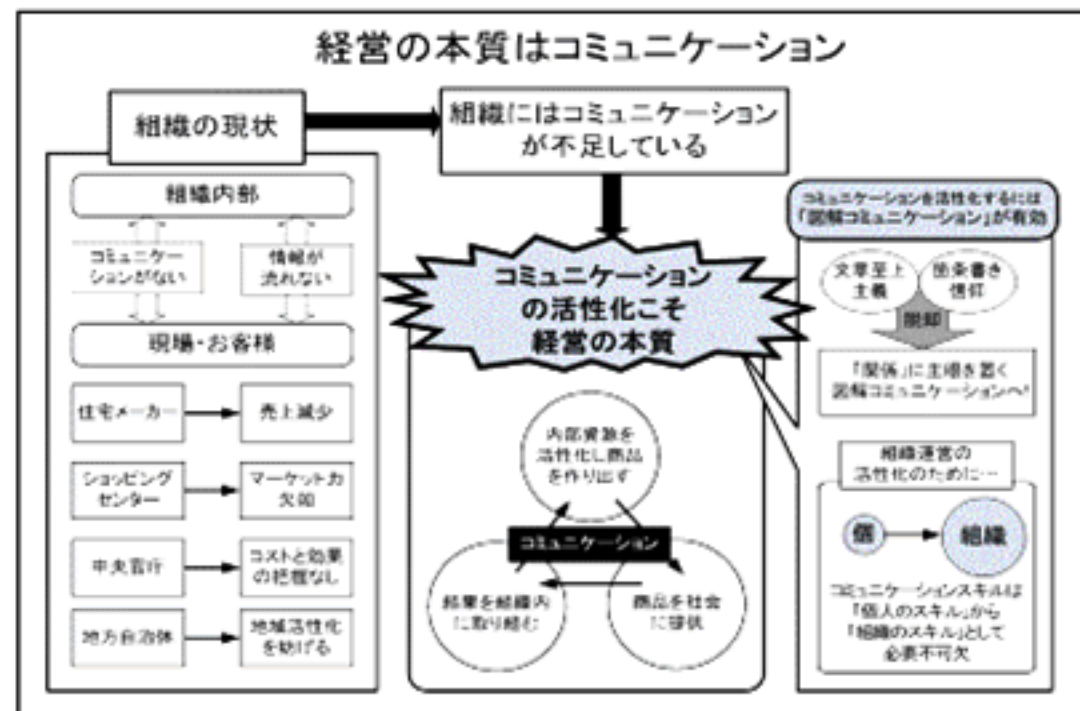 経営の本質はコミュニケーション
組織の現状
組織にはコミュニケーション
が不足している
組織内部
コミュニケー
ションがない
情報が
流れない
現場・お客様
住宅メーカー
売上減少
ショッピング
センター
マーケット力
欠如
中央官庁
コストと効果
の把握なし
地方自治体
地域活性化
を妨げる
コミュニケーション
の活性化こそ
経営の本質
内部資源を
活性化し商品
を作り出す
コミュニケーション
結果を組織内
に取り組む
商品を社会
に提供
コミュニケーションを活性化するには
「図解コミュニケーション」が有効
文章至上
主義
箇条書き
信仰
脱却
「関係」に主眼を置く
図解コミュニケーションへ!
組織運営の
活性化のために…
個
組織
コミュニケーションスキルは
「個人のスキル」から
「組織のスキル」として
必要不可欠